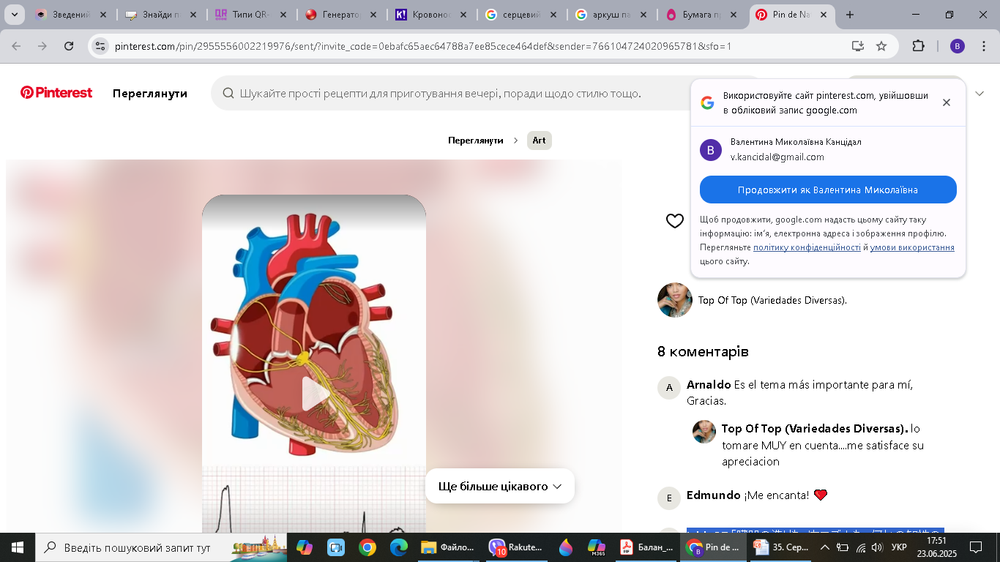 Зведений
Знайди п
Типи QR-
Генерато
Кровонос
серцевий
аркуш па
Бумага п
Pin de Na
pinterest.com/pin/2955556002219976/sent/?invite_code=0ebafc65aec64788a7ee85cece464def&sender=766104724020965781&sfo=1
B
Pinterest
Переглянути
Шукайте прості рецепти для приготування вечері, поради щодо стилю тощо.
Використовуйте сайт pinterest.com, увійшовши
в обліковий запис google.com
В
Валентина Миколаївна Канцідал
v.kancidal@gmail.com
Продовжити як Валентина Миколаївна
Щоб продовжити, google.com надасть цьому сайту таку
інформацію: ім’я, електронна адреса і зображення профілю.
Перегляньте політику конфіденційності й умови використання
цього сайту.
Переглянути > Art
Top Of Top (Variedades Diversas).
8 коментарів
A
Arnaldo Es el tema más importante para mí,
Gracias.
Top Of Top (Variedades Diversas). lo
tomare MUY en cuenta....me satisface su
apreciacion
E
Edmundo ¡Me encanta! ❤
Ще більше цікавого
Введіть пошуковий запит тут
M365
Файло...
10
Rakute...
Балан_...
Pin de ...
35. Сер...
УКР
17:51
23.06.2025